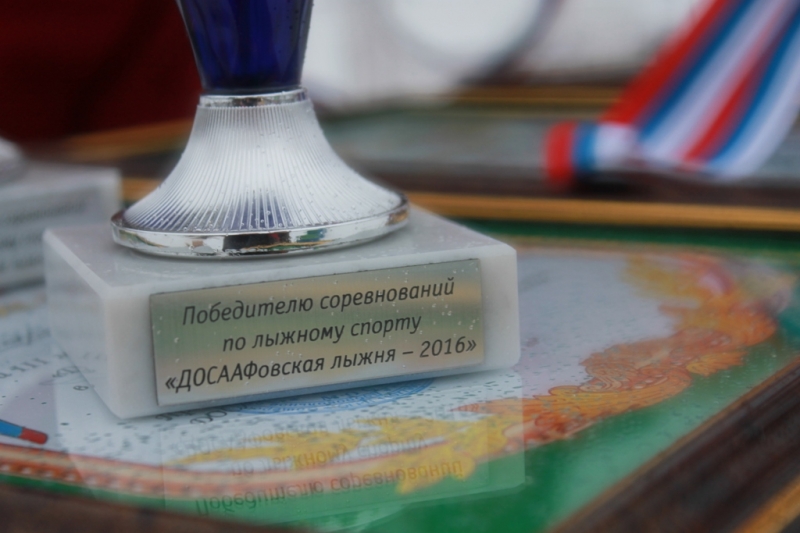 Победителю соревнований
по лыжному спорту
«ДОСААФовская лыжня – 2016»